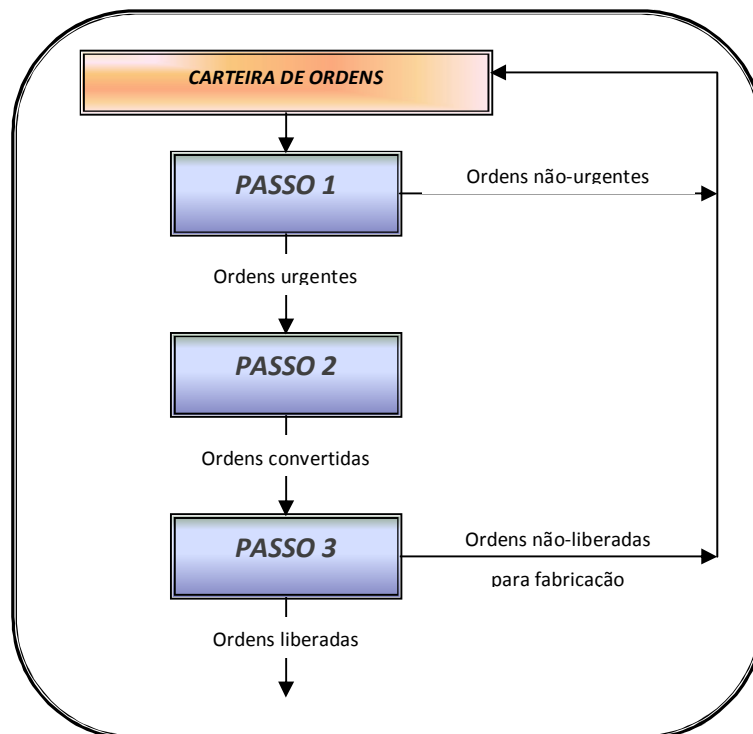 CARTEIRA DE ORDENS
PASSO 1
Ordens não-urgentes
Ordens urgentes
PASSO 2
Ordens convertidas
PASSO 3
Ordens não-liberadas
para fabricação
Ordens liberadas